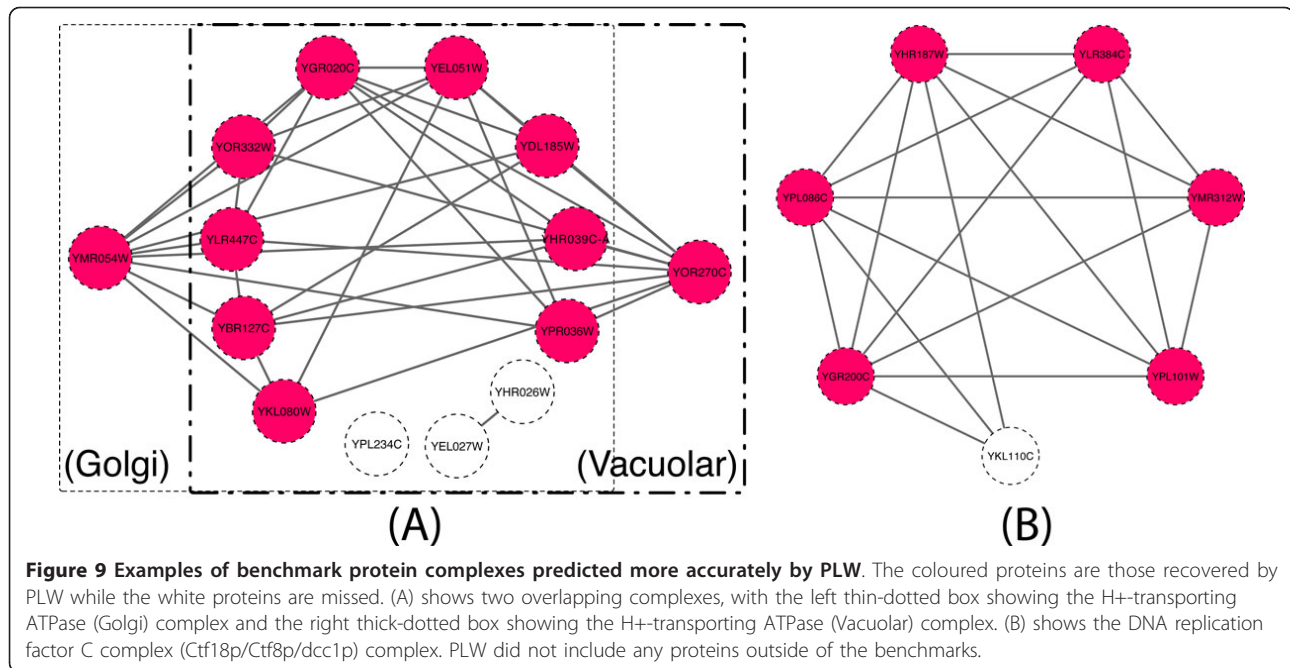 YGR020C
YEL051W
YOR332W
YDL185W
YLR447C
YHR039C-A
YMR054W
YOR270C
YBR127C
YPR036W
YKL080W
YHR026W
YPL234C
YEL027W
(Golgi)
(Vacuolar)
(A)
YHR187W
YLR384C
YPL086C
YMR312W
YGR200C
YPL101W
YKL110C
(B)
Figure 9 Examples of benchmark protein complexes predicted more accurately by PLW. The coloured proteins are those recovered by
PLW while the white proteins are missed. (A) shows two overlapping complexes, with the left thin-dotted box showing the H+-transporting
ATPase (Golgi) complex and the right thick-dotted box showing the H+-transporting ATPase (Vacuolar) complex. (B) shows the DNA replication
factor C complex (Ctf18p/Ctf8p/dcc1p) complex. PLW did not include any proteins outside of the benchmarks.